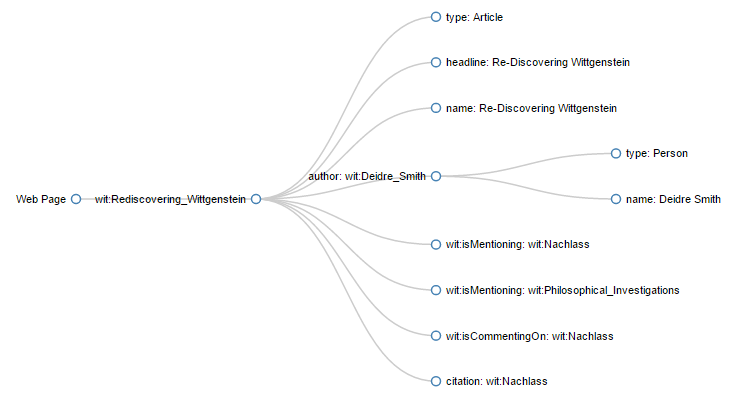 type: Article
headline: Re-Discovering Wittgenstein
name: Re-Discovering Wittgenstein
type: Person
author: wit:Deidre_Smith
Web Page
wit:Rediscovering_Wittgenstein
name: Deidre Smith
wit:isMentioning: wit:Nachlass
wit:isMentioning: wit:Philosophical_Investigations
wit:isCommentingOn: wit:Nachlass
citation: wit:Nachlass